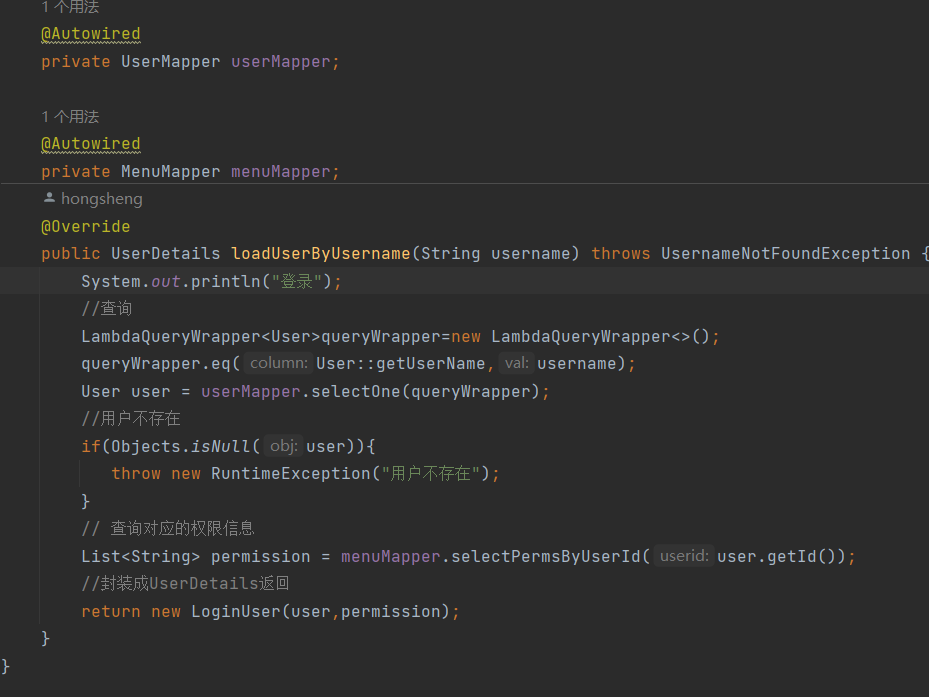 1 个用法
@Autowired
private UserMapper userMapper;
1 个用法
@Autowired
private MenuMapper menuMapper;
hongsheng
@Override
public UserDetails loadUserByUsername(String username) throws UsernameNotFoundException {
System.out.println("登录");
//查询
LambdaQueryWrapper<User>queryWrapper=new LambdaQueryWrapper<>();
queryWrapper.eq( column: User::getUserName, val: username);
User user = userMapper.selectOne(queryWrapper);
//用户不存在
if(Objects.isNull( obj: user)){
throw new RuntimeException("用户不存在");
}
// 查询对应的权限信息
List<String> permission = menuMapper.selectPermsByUserId( userid: user.getId());
//封装成UserDetails返回
return new LoginUser(user,permission);
}
}